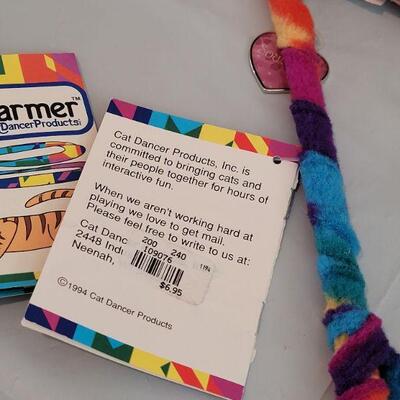 armer™
DancerProducts
Cat Dancer Products, Inc. is
committed to bringing cats and
their people together for hours of
interactive fun.
When we aren't working hard at
playing we love to get mail.
Please feel free to write to us at:
Cat Danc
2448 Ind
Neenah,
200 240
109076
$6.95
©1994 Cat Dancer Products